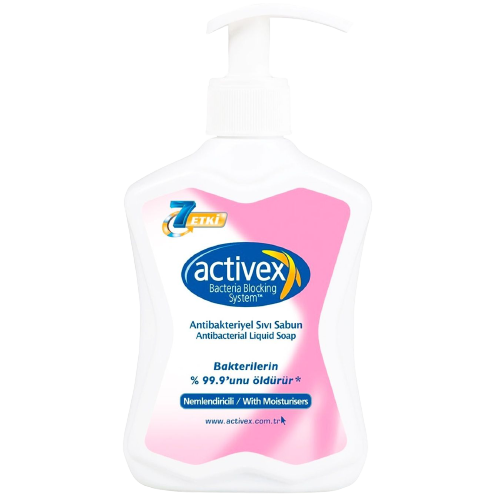 7 ETKİ
activex
Bacteria Blocking
System™
Antibakteriyel Sıvı Sabun
Antibacterial Liquid Soap
Bakterilerin
% 99.9'unu öldürür*
Nemlendiricili / With Moisturisers
www.activex.com.tr